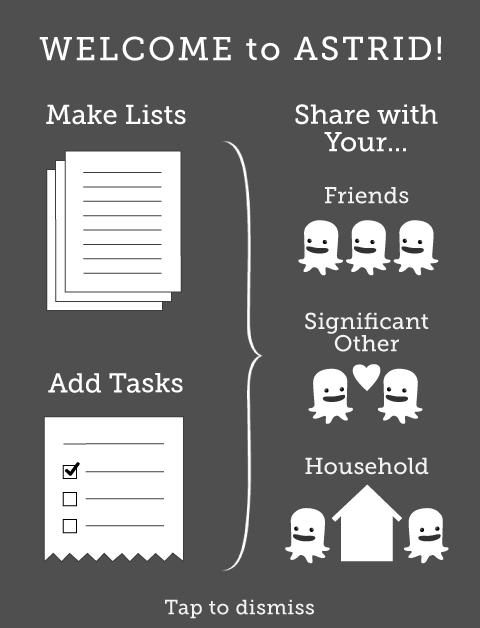 WELCOME to ASTRID!
Make Lists
Add Tasks
Share with
Your...
Friends
Significant
Other
Household
Tap to dismiss